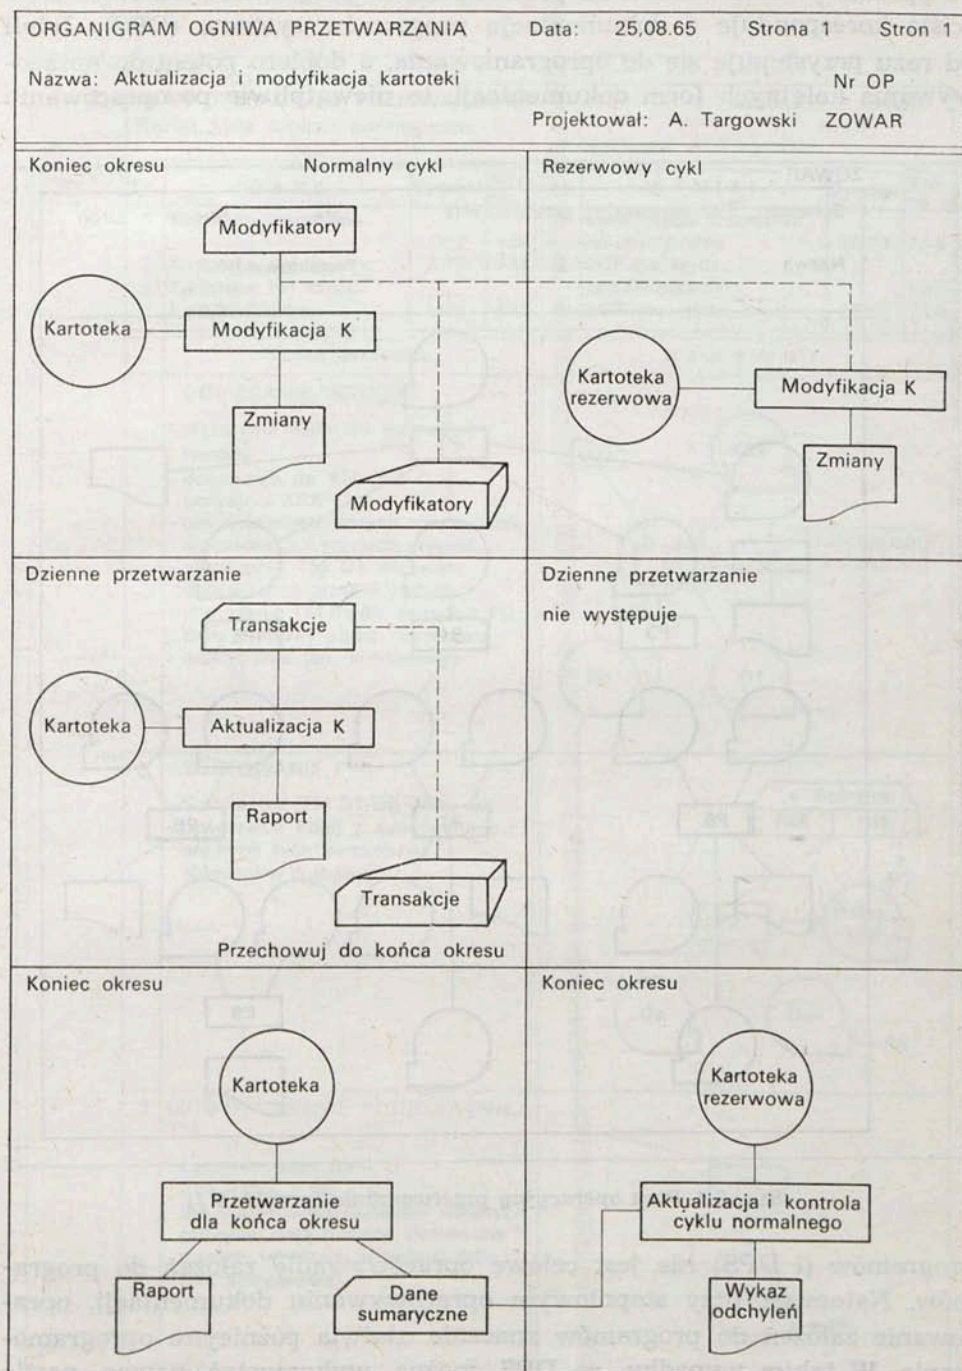 ORGANIGRAM OGNIWA PRZETWARZANIA Data: 25,08.65 Strona 1 Stron 1
Nazwa: Aktualizacja i modyfikacja kartoteki Nr OP
Projektował: A. Targowski ZOWAR
Koniec okresu Normalny cykl
Modyfikatory
Kartoteka
Modyfikacja K
Zmiany
Modyfikatory
Rezerwowy cykl
Kartoteka
rezerwowa
Modyfikacja K
Zmiany
Dzienne przetwarzanie
Transakcje
Kartoteka
Aktualizacja K
Raport
Transakcje
Przechowuj do końca okresu
Dzienne przetwarzanie
nie występuje
Koniec okresu
Kartoteka
Przetwarzanie
dla końca okresu
Raport
Dane
sumaryczne
Koniec okresu
Kartoteka
rezerwowa
Aktualizacja i kontrola
cyklu normalnego
Wykaz
odchyleń